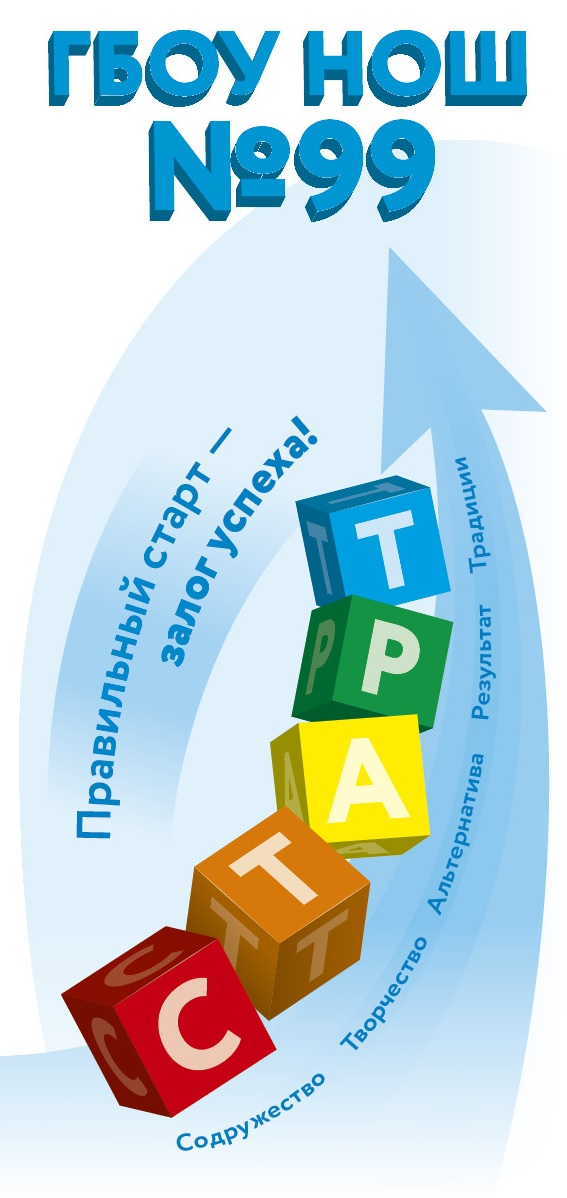 ГБОУ НОШ
№99
Правильный старт –
залог успеха!
С
Т
А
Р
Т
Содружество
Творчество
Альтернатива
Результат
Традиции